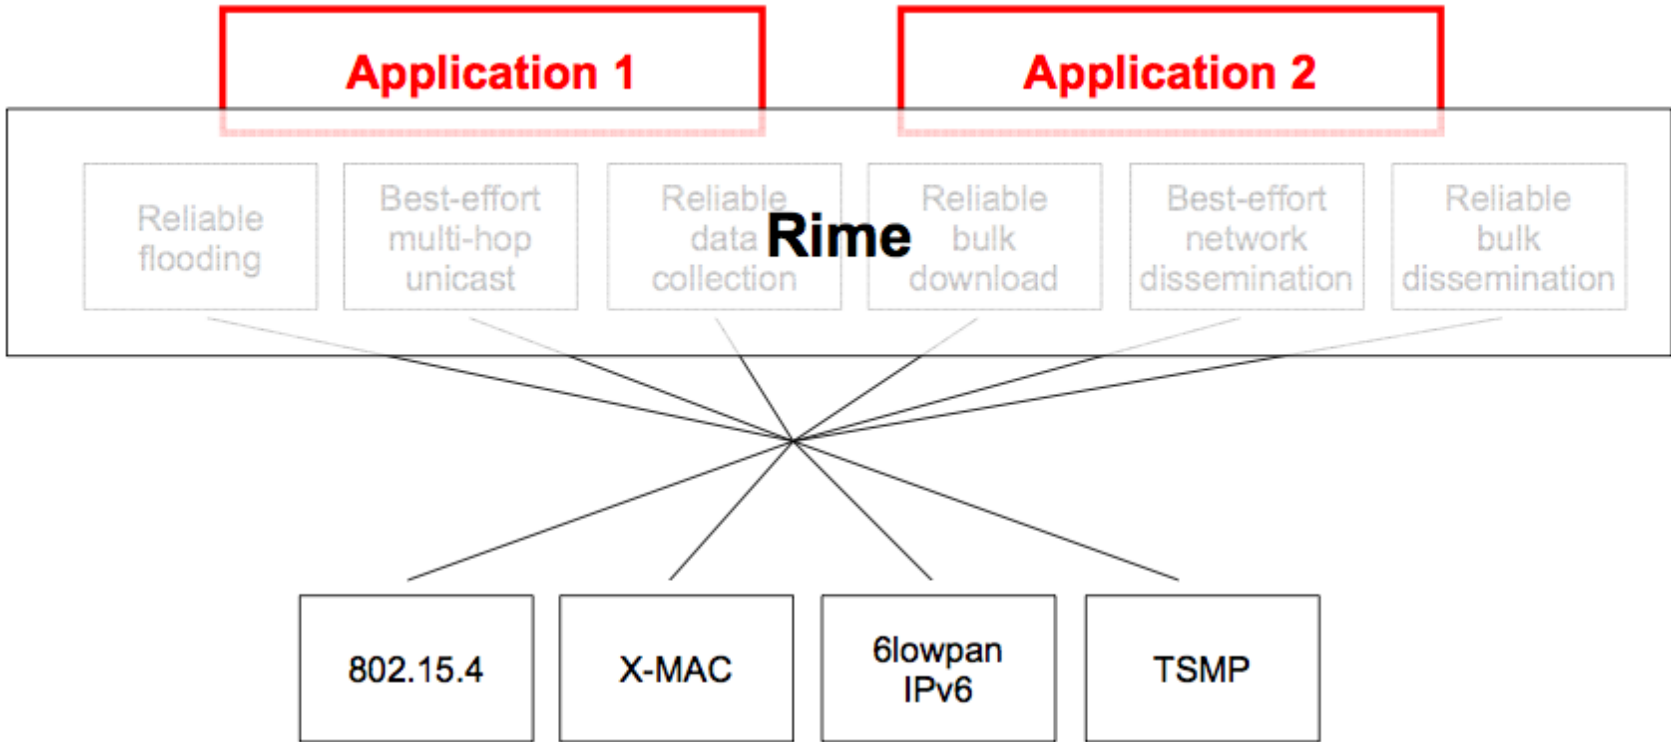 Application 1
Application 2
Reliable
flooding
Best-effort
multi-hop
unicast
Reliable
data
collection
Rime
Reliable
bulk
download
Best-effort
network
dissemination
Reliable
bulk
dissemination
802.15.4
X-MAC
6lowpan
IPv6
TSMP